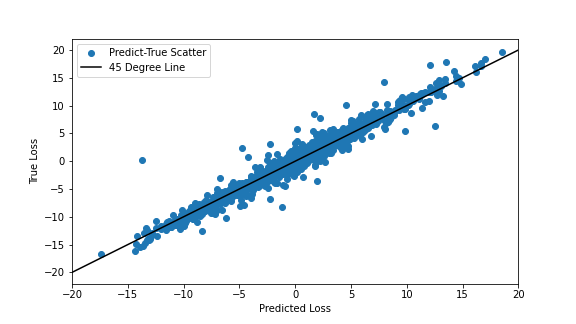 Predict-True Scatter
45 Degree Line
True Loss
20
15
10
5
0
−5
−10
−15
−20
−20 −15 −10 −5 0 5 10 15 20
Predicted Loss